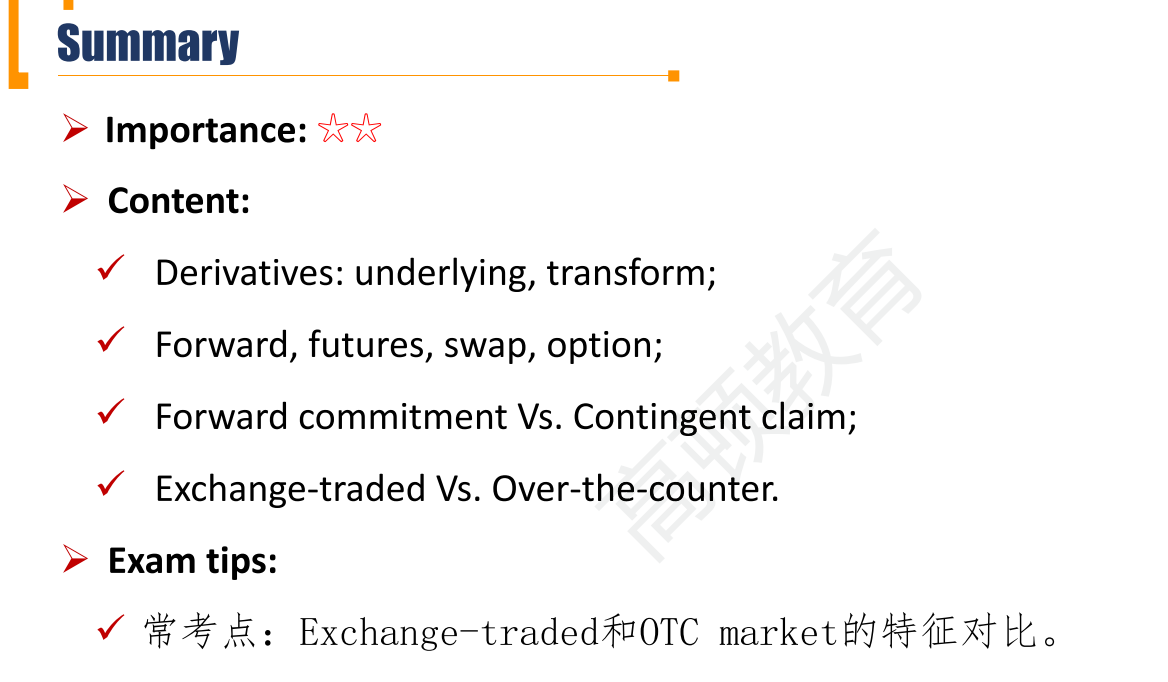 Summary
Importance: ☆☆
Content:
Derivatives: underlying, transform;
Forward, futures, swap, option;
Forward commitment Vs. Contingent claim;
Exchange-traded Vs. Over-the-counter.
Exam tips:
常考点：Exchange-traded和OTC market的特征对比。
高顿教育